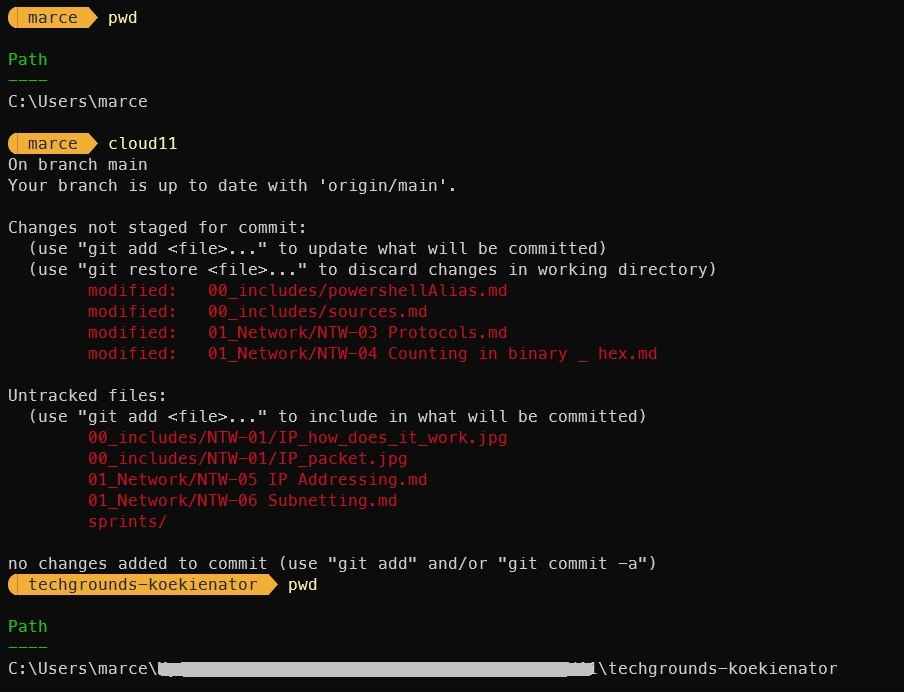 marce pwd
Path
----
C:\Users\marce
marce cloud11
On branch main
Your branch is up to date with 'origin/main'.
Changes not staged for commit:
(use "git add <file>..." to update what will be committed)
(use "git restore <file>..." to discard changes in working directory)
modified: 00_includes/powershellAlias.md
modified: 00_includes/sources.md
modified: 01_Network/NTW-03 Protocols.md
modified: 01_Network/NTW-04 Counting in binary _ hex.md
Untracked files:
(use "git add <file>..." to include in what will be committed)
00_includes/NTW-01/IP_how_does_it_work.jpg
00_includes/NTW-01/IP_packet.jpg
01_Network/NTW-05 IP Addressing.md
01_Network/NTW-06 Subnetting.md
sprints/
no changes added to commit (use "git add" and/or "git commit -a")
techgrounds-koekienator pwd
Path
----
C:\Users\marce\ \techgrounds-koekienator